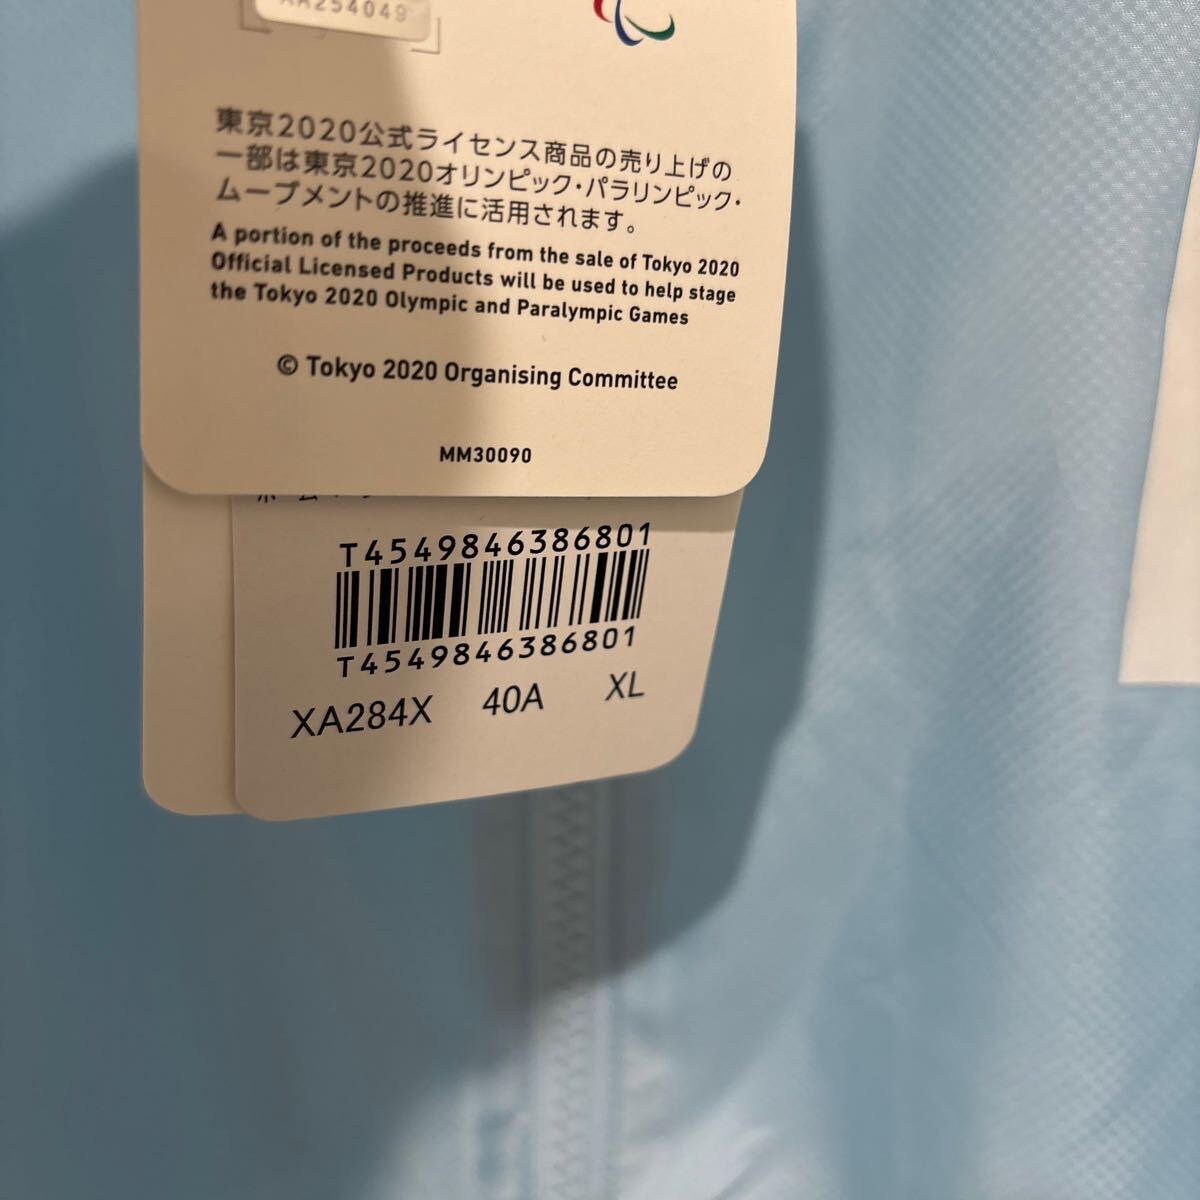 東京2020公式ライセンス商品の売り上げの
一部は東京2020オリンピック・パラリンピック・
ムーブメントの推進に活用されます。
A portion of the proceeds from the sale of Tokyo 2020
Official Licensed Products will be used to help stage
the Tokyo 2020 Olympic and Paralympic Games
© Tokyo 2020 Organising Committee
MM30090
T4549846386801
T4549846386801
XA284X 40A XL